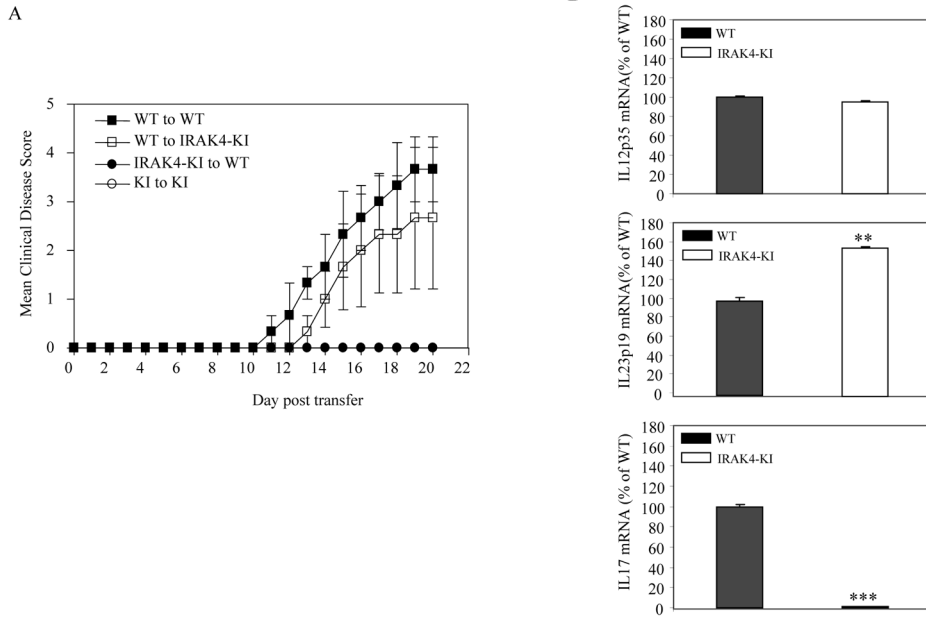 A
Mean Clinical Disease Score
5
4
3
2
1
0
WT to WT
WT to IRAK4-KI
IRAK4-KI to WT
KI to KI
0 2 4 6 8 10 12 14 16 18 20 22
Day post transfer
IL12p35 mRNA(% of WT)
180
160
140
120
100
80
60
40
20
0
WT
IRAK4-KI
IL23p19 mRNA(% of WT)
180
160
140
120
100
80
60
40
20
0
WT
IRAK4-KI
**
IL17 mRNA (% of WT)
180
160
140
120
100
80
60
40
20
0
WT
IRAK4-KI
***